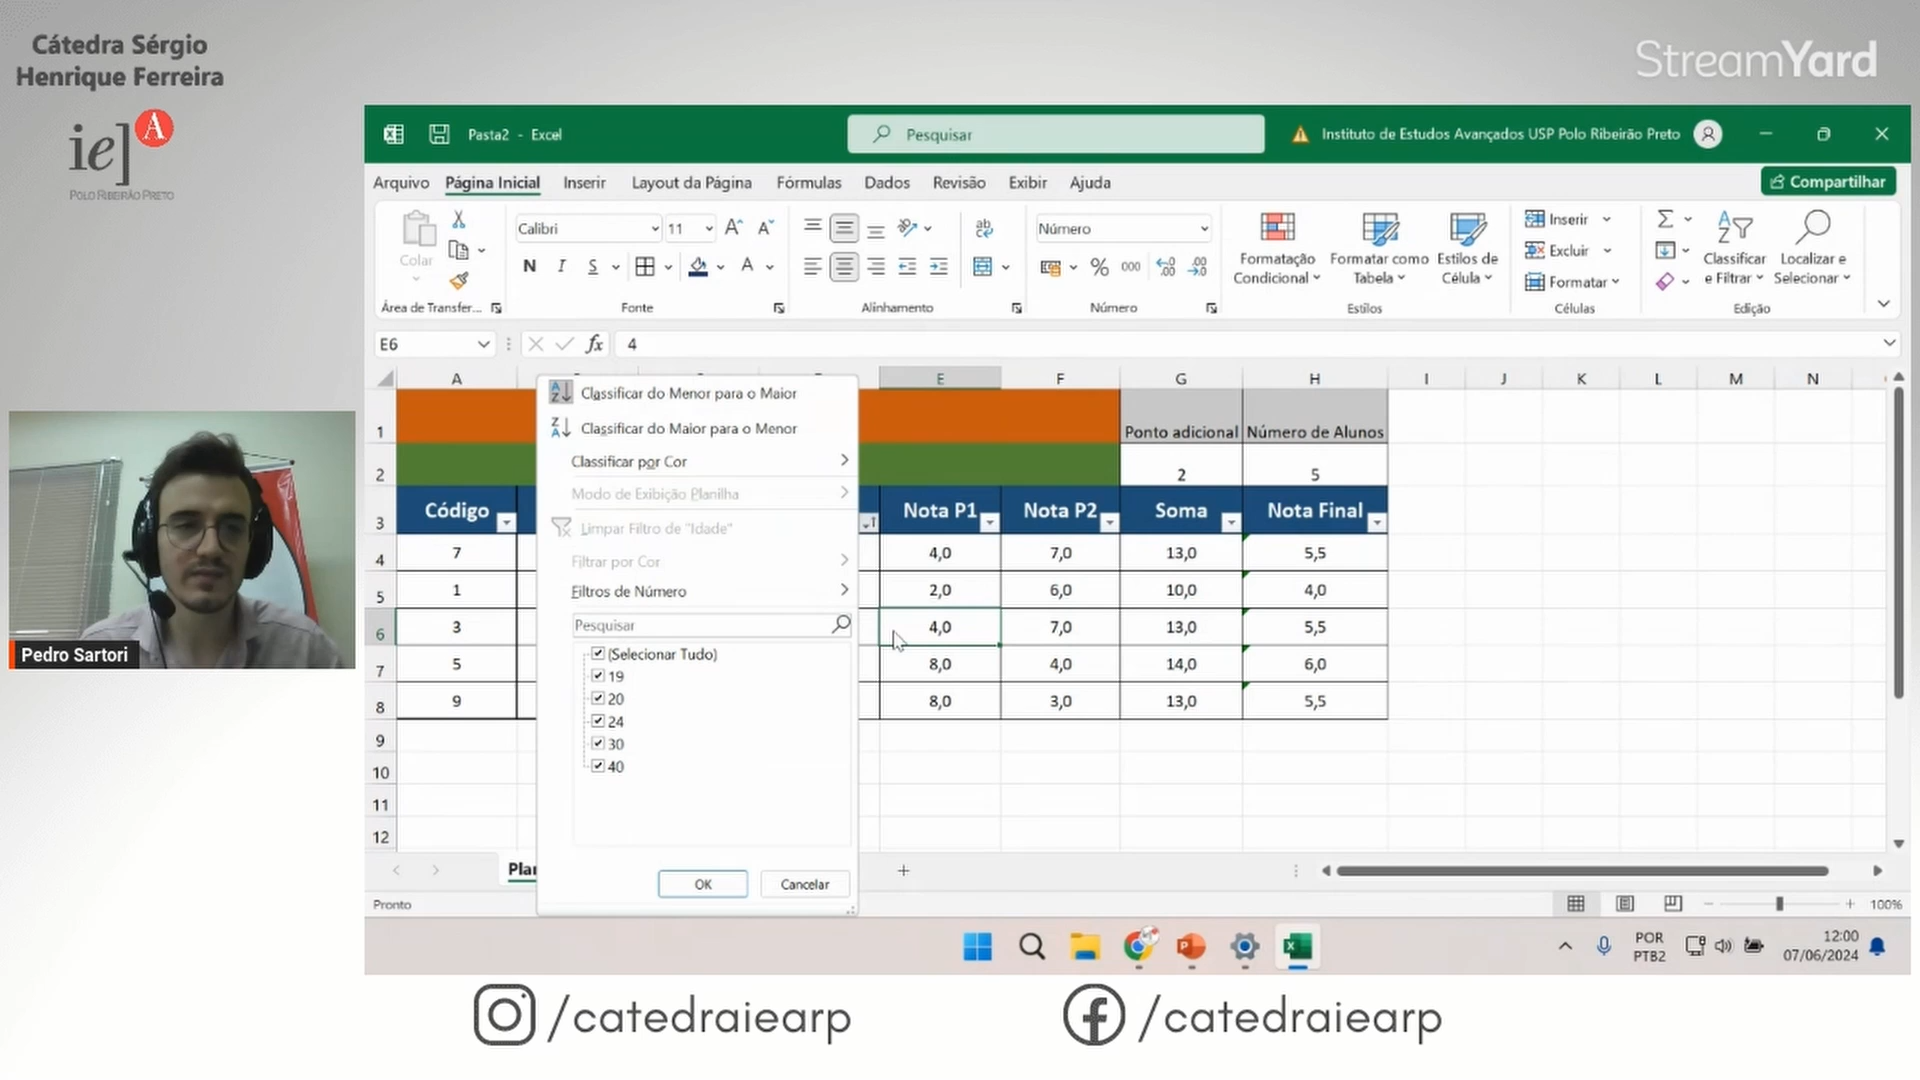 Cátedra Sérgio
Henrique Ferreira
ie] A
POLO RIBEIRÃO PRETO
StreamYard
Pasta2 - Excel
Pesquisar
Instituto de Estudos Avançados USP Polo Ribeirão Preto
Arquivo Página Inicial Inserir Layout da Página Fórmulas Dados Revisão Exibir Ajuda
Compartilhar
Colar
Área de Transfer...
Calibri 11
N I S
Fonte
Alinhamento
Número
% 000
Número
Formatação Condicional
Formatar como Tabela
Estilos de Célula
Estilos
Inserir
Excluir
Formatar
Células
Classificar e Filtrar
Localizar e Selecionar
Edição
E6 fx 4
A E F G H I J K L M N
Classificar do Menor para o Maior
Classificar do Maior para o Menor
Classificar por Cor
Modo de Exibição Planilha
Limpar Filtro de "Idade"
Filtrar por Cor
Filtros de Número
Pesquisar
(Selecionar Tudo)
19
20
24
30
40
OK Cancelar
1 Ponto adicional Número de Alunos
2 2 5
3 Código Nota P1 Nota P2 Soma Nota Final
4 7 4,0 7,0 13,0 5,5
5 1 2,0 6,0 10,0 4,0
6 3 4,0 7,0 13,0 5,5
7 5 8,0 4,0 14,0 6,0
8 9 8,0 3,0 13,0 5,5
9
10
11
12
Pronto
100%
POR
PTB2
12:00
07/06/2024
Pedro Sartori
/catedraiearp
/catedraiearp